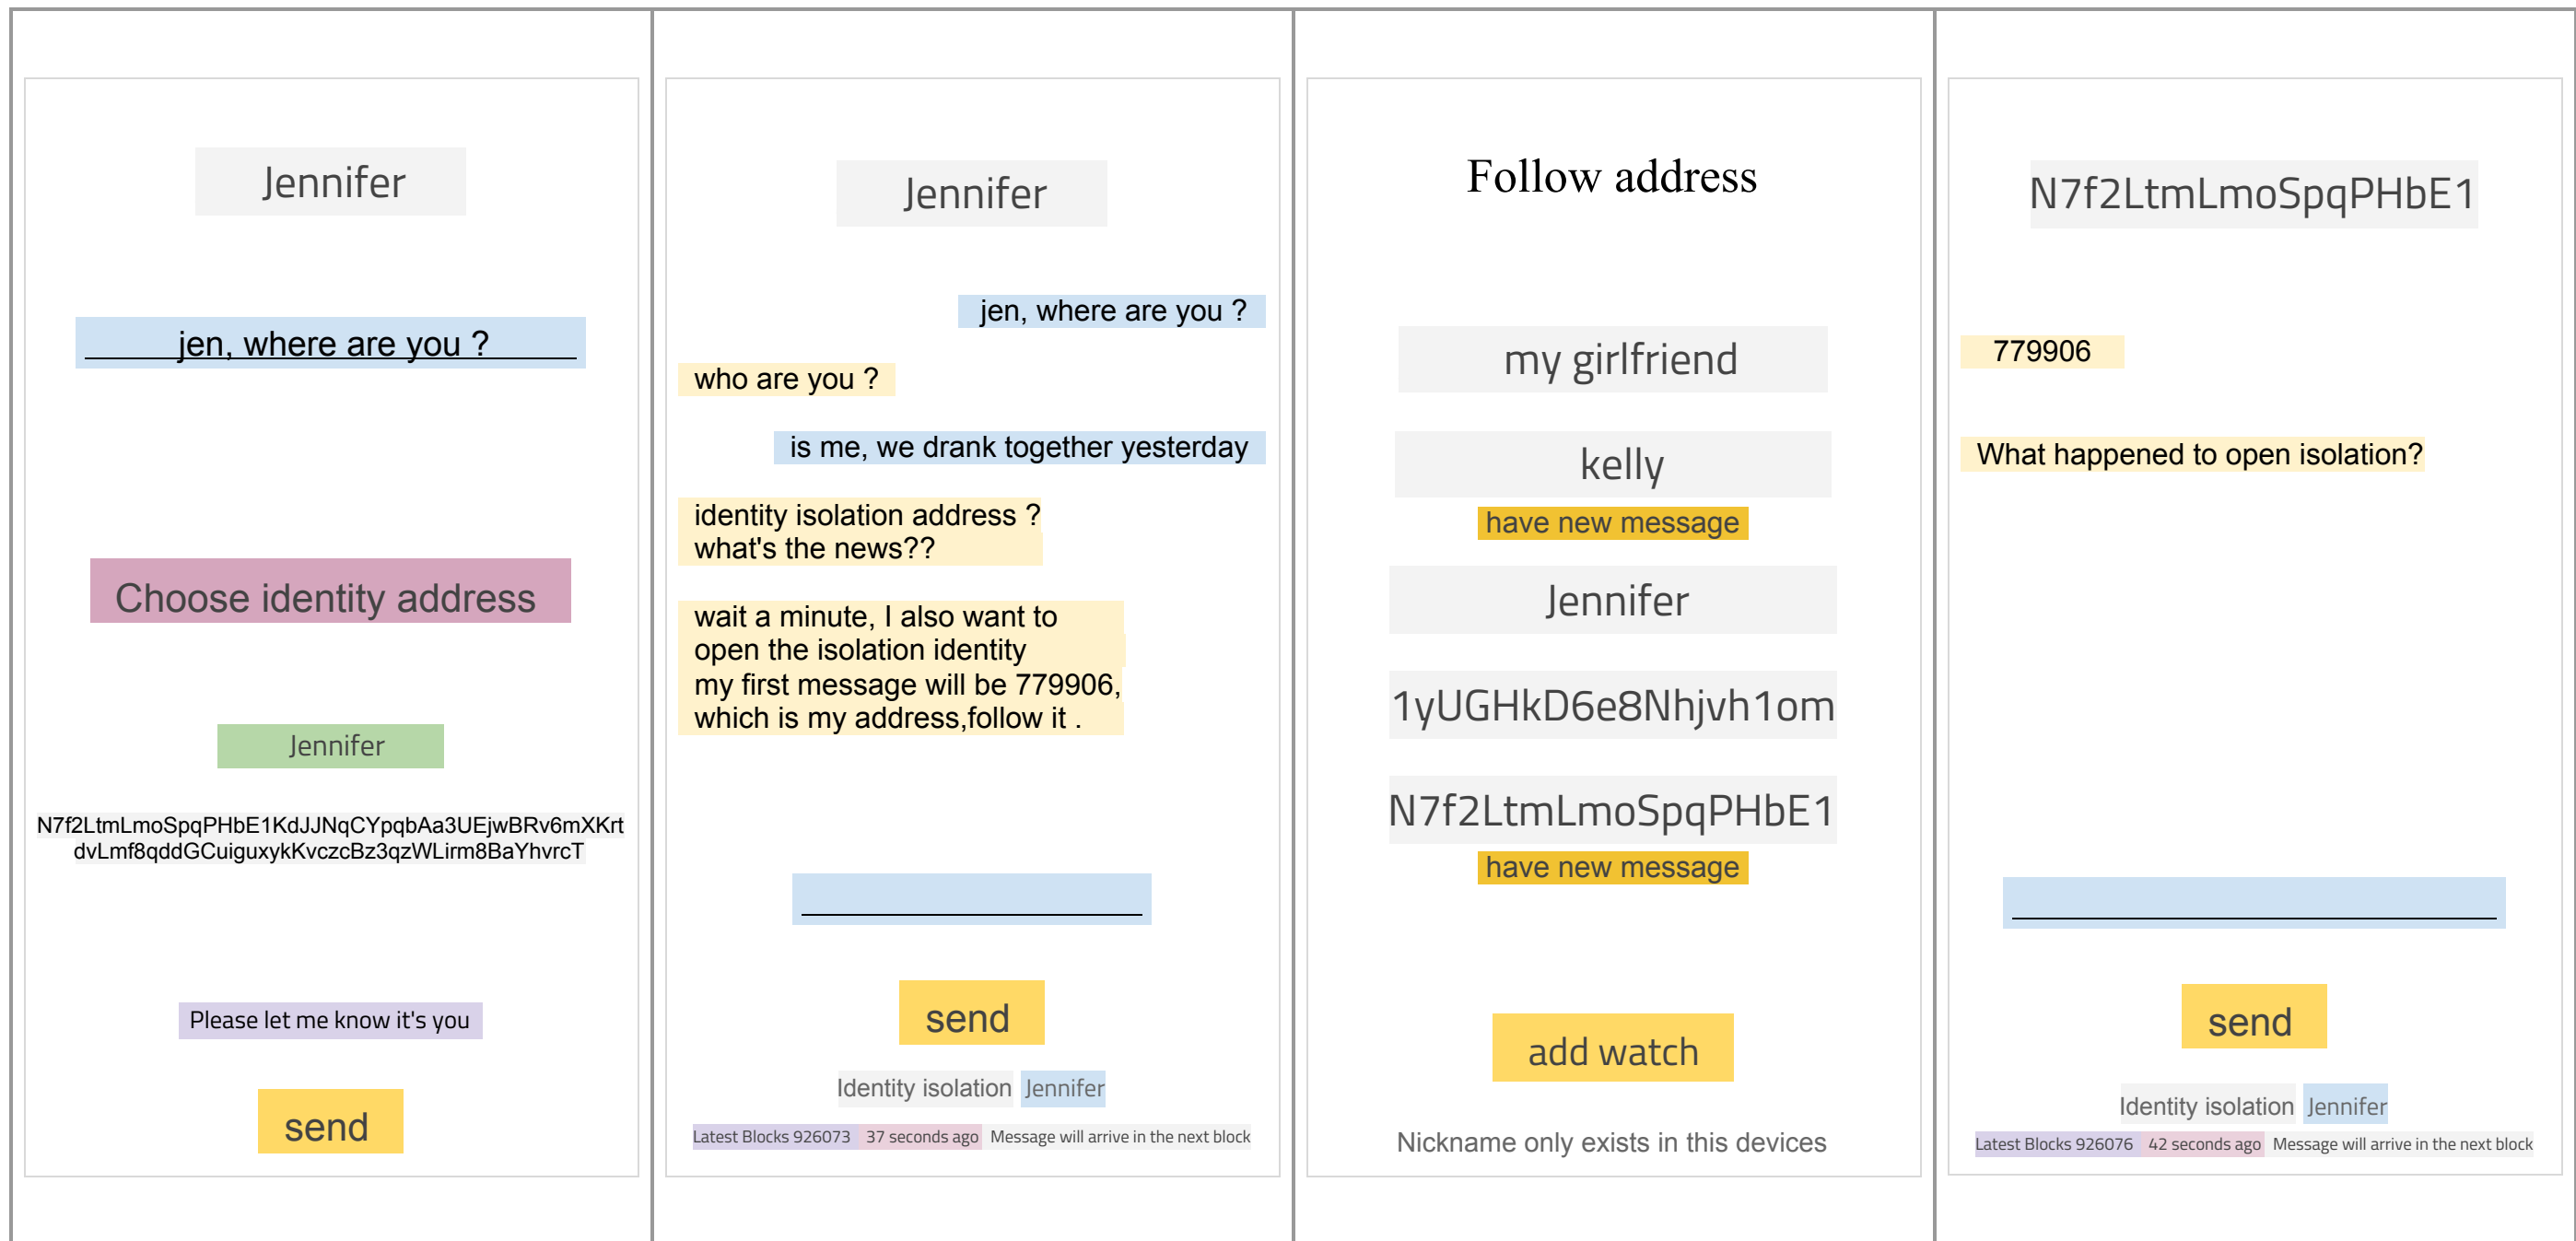 Jennifer
jen, where are you ?
Choose identity address
Jennifer
N7f2LtmLmoSpqPHbE1KdJJNqCYpqbAa3UEjwBRv6mXKrt
dvLmf8qddGCuiguxykKvczcBz3qzWLirm8BaYhvrcT
Please let me know it's you
send
Jennifer
jen, where are you ?
who are you ?
is me, we drank together yesterday
identity isolation address ?
what's the news??
wait a minute, I also want to
open the isolation identity
my first message will be 779906,
which is my address,follow it .
send
Identity isolation Jennifer
Latest Blocks 926073 37 seconds ago Message will arrive in the next block
Follow address
my girlfriend
kelly
have new message
Jennifer
1yUGHkD6e8Nhjvh1om
N7f2LtmLmoSpqPHbE1
have new message
add watch
Nickname only exists in this devices
N7f2LtmLmoSpqPHbE1
779906
What happened to open isolation?
send
Identity isolation Jennifer
Latest Blocks 926076 42 seconds ago Message will arrive in the next block